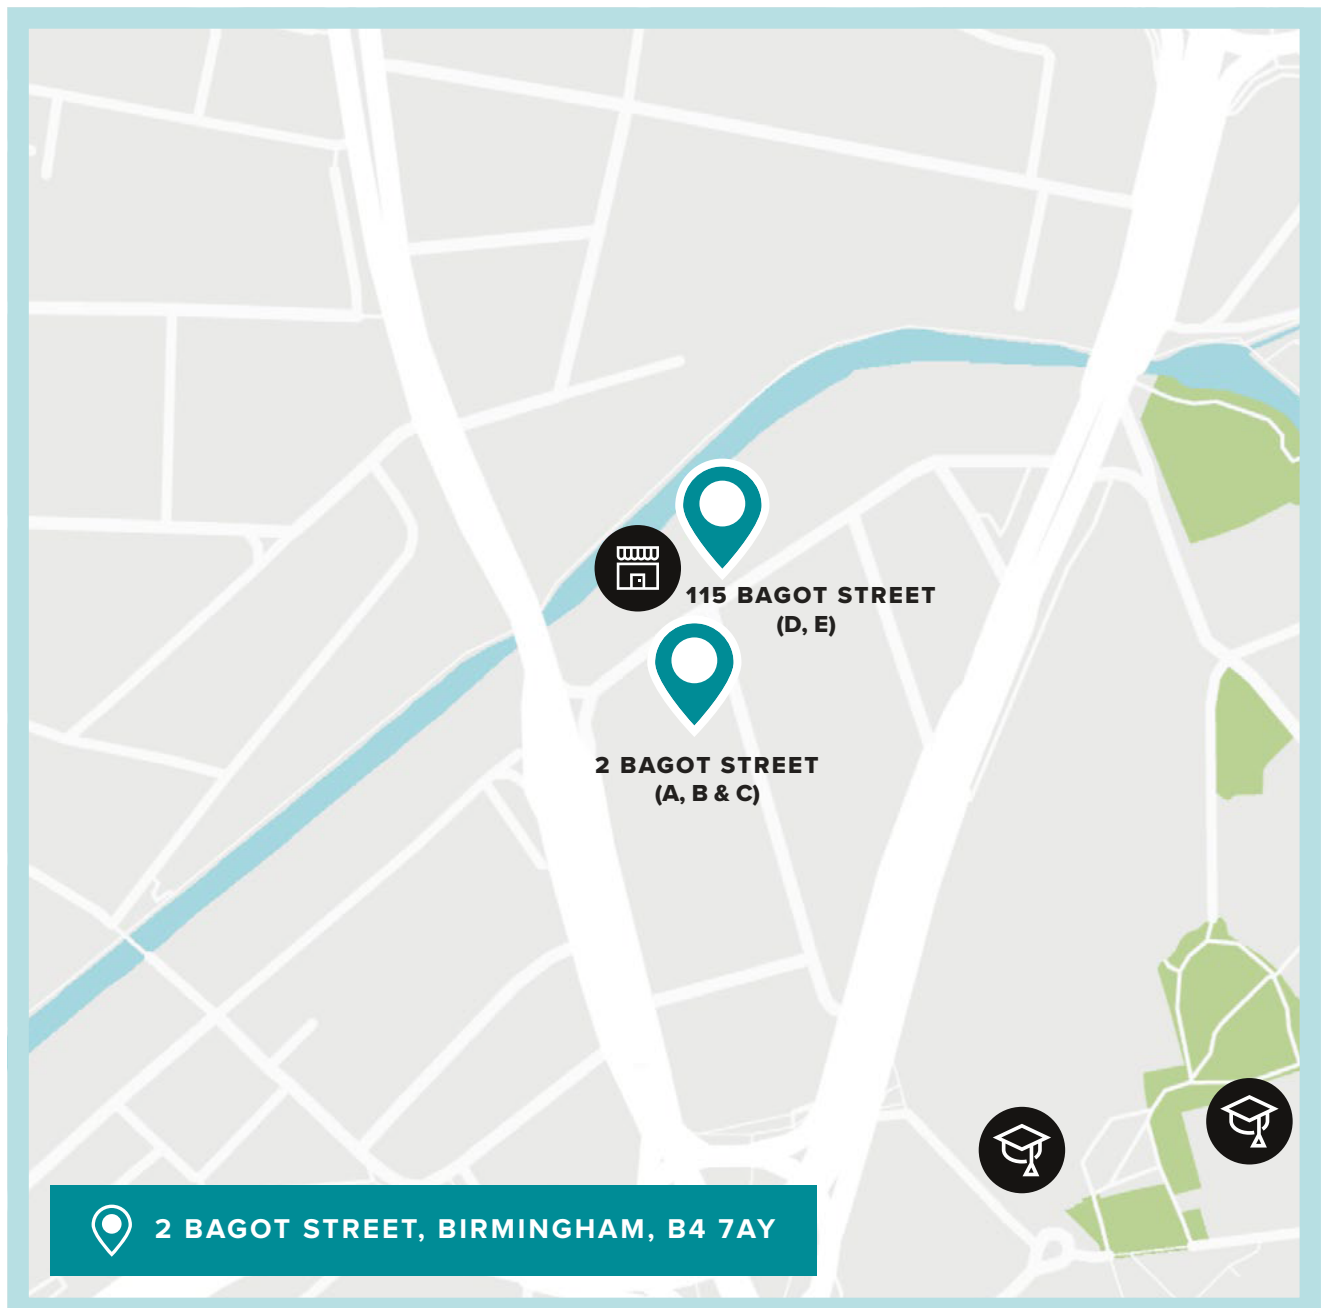 115 BAGOT STREET
(D, E)
2 BAGOT STREET
(A, B & C)
2 BAGOT STREET, BIRMINGHAM, B4 7AY